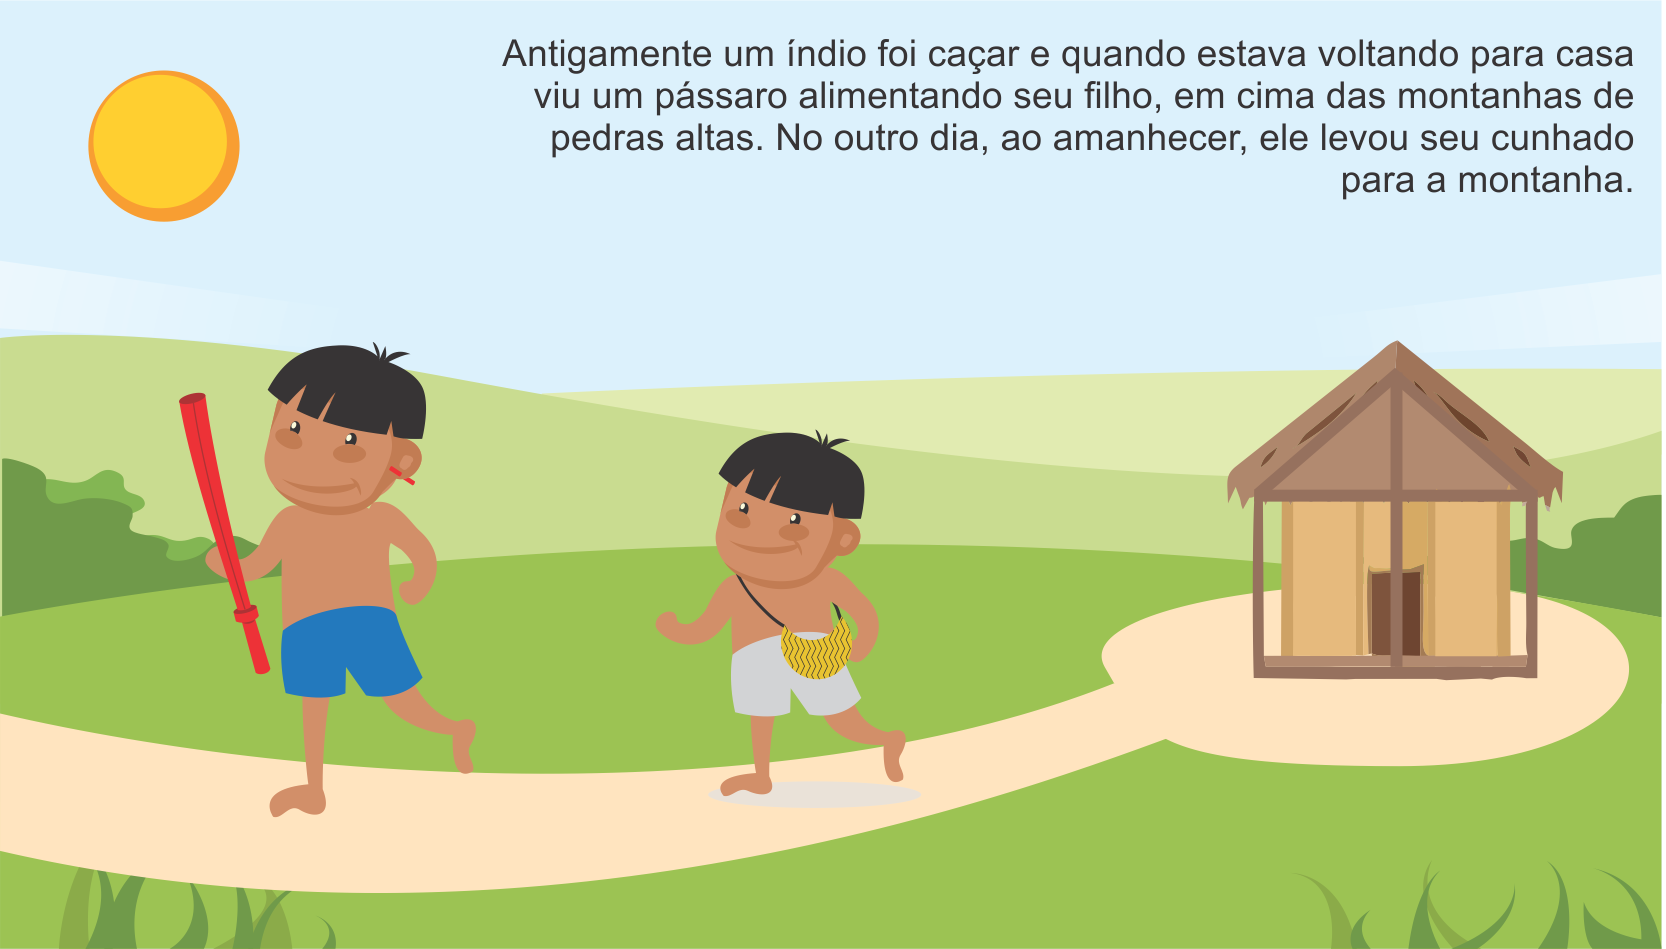 Antigamente um índio foi caçar e quando estava voltando para casa
viu um pássaro alimentando seu filho, em cima das montanhas de
pedras altas. No outro dia, ao amanhecer, ele levou seu cunhado
para a montanha.